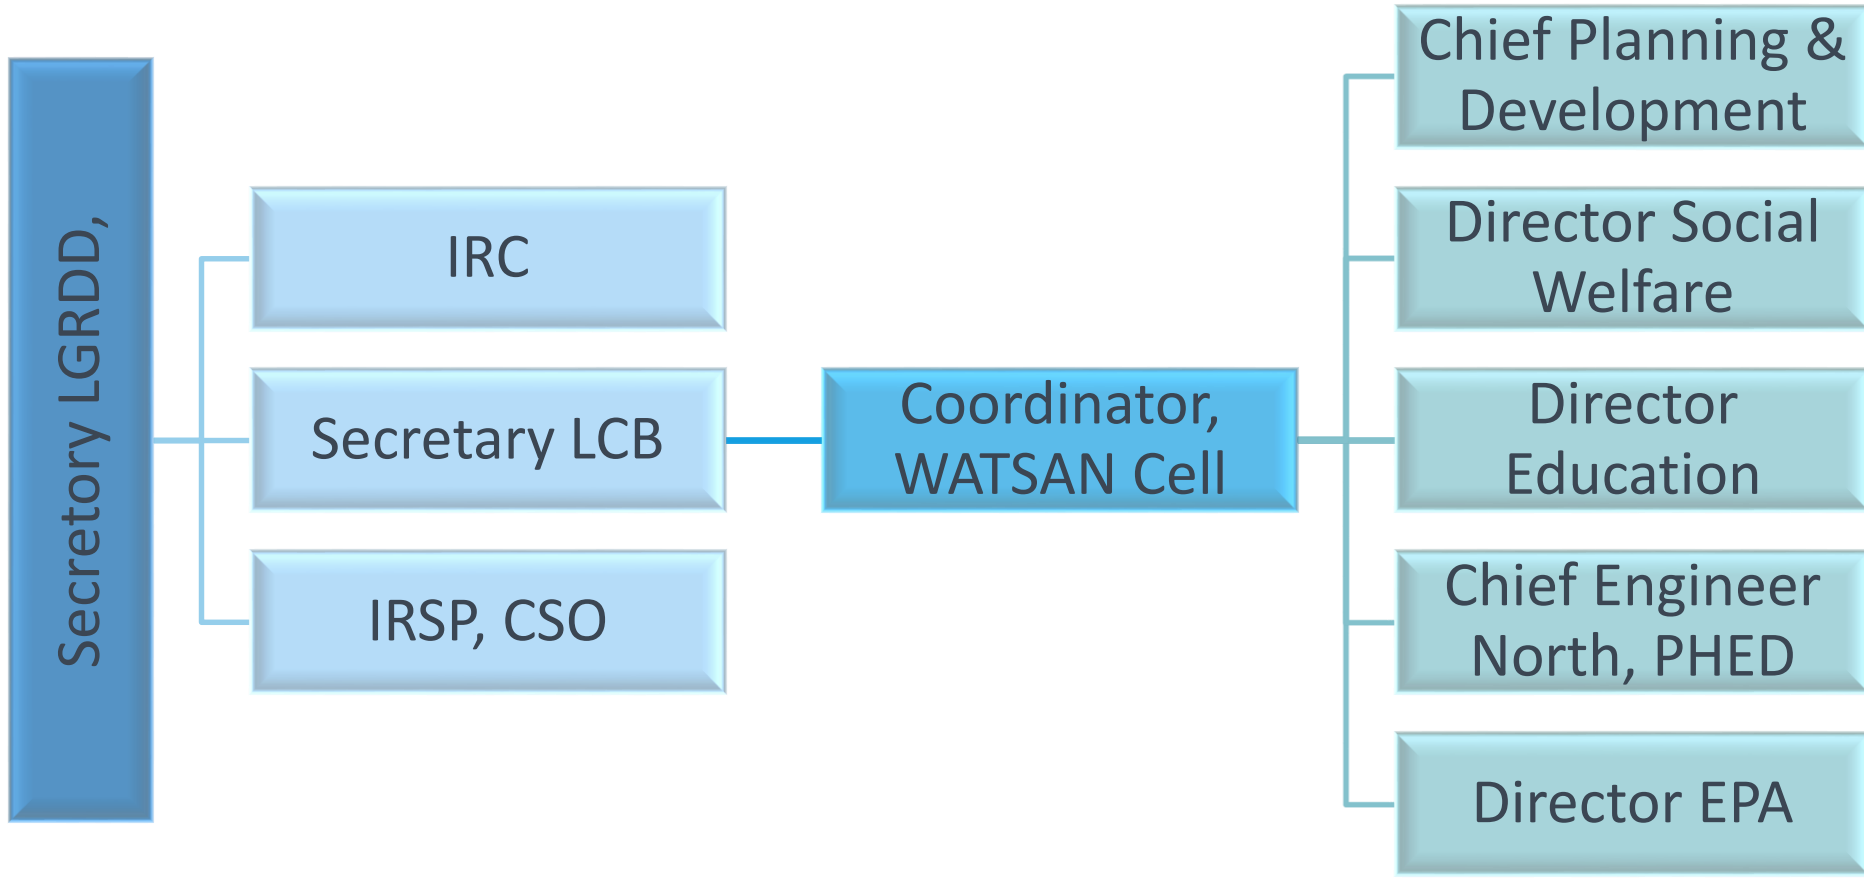 Secretory LGRDD,
IRC
Secretary LCB
IRSP, CSO
Coordinator,
WATSAN Cell
Chief Planning &
Development
Director Social
Welfare
Director
Education
Chief Engineer
North, PHED
Director EPA